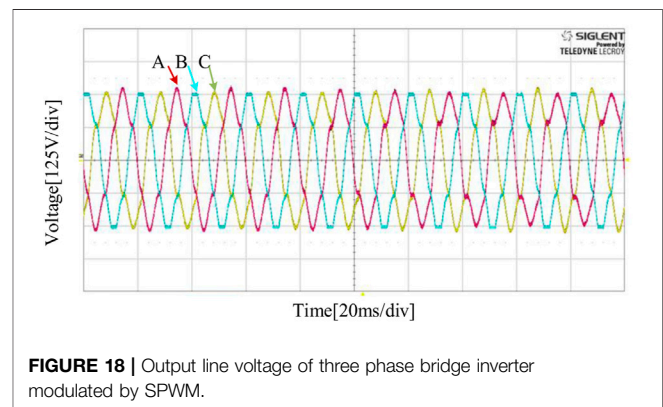 SIGLENT
Powered by
TELEDYNE LECROY
A B C
Voltage[125V/div]
Time[20ms/div]
FIGURE 18 | Output line voltage of three phase bridge inverter
modulated by SPWM.